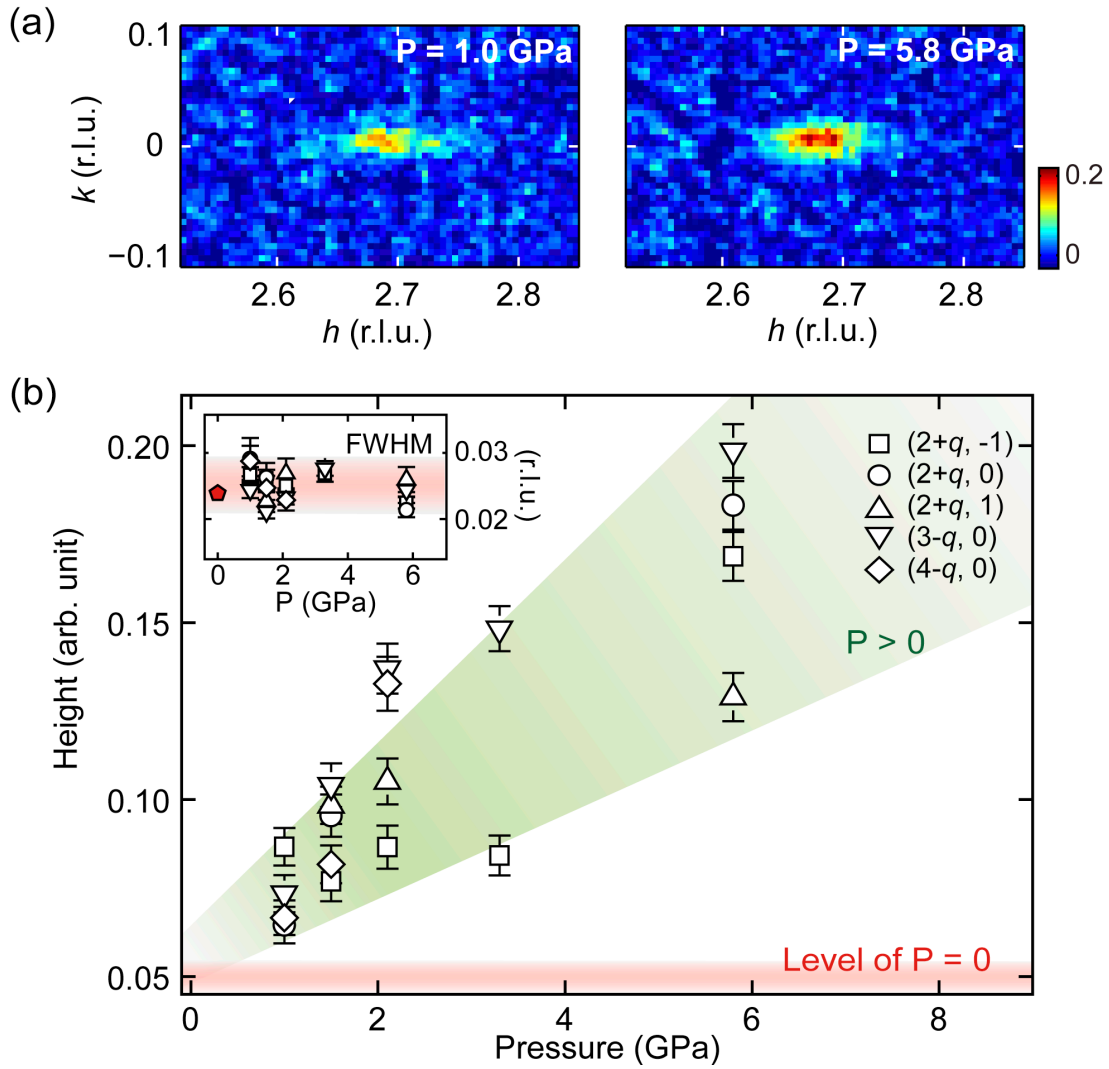 (a)
P = 1.0 GPa
P = 5.8 GPa
0.1
0
−0.1
k (r.l.u.)
2.6
2.7
2.8
h (r.l.u.)
2.6
2.7
2.8
h (r.l.u.)
0.2
0
(b)
FWHM
0.03
0.02
(r.l.u.)
0
2
4
6
P (GPa)
(2+q, -1)
(2+q, 0)
(2+q, 1)
(3-q, 0)
(4-q, 0)
P > 0
Level of P = 0
0.20
0.15
0.10
0.05
Height (arb. unit)
0
2
4
6
8
Pressure (GPa)